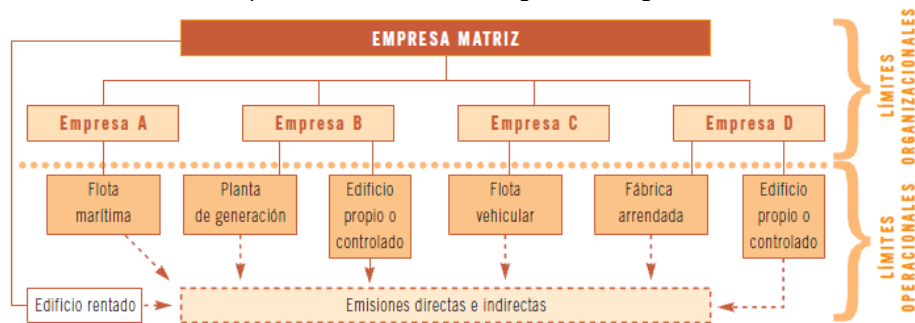 EMPRESA MATRIZ
Empresa A
Empresa B
Empresa C
Empresa D
LÍMITES
ORGANIZACIONALES
Flota
marítima
Planta
de generación
Edificio
propio o
controlado
Flota
vehicular
Fábrica
arrendada
Edificio
propio o
controlado
LÍMITES
OPERACIONALES
Edificio rentado
Emisiones directas e indirectas